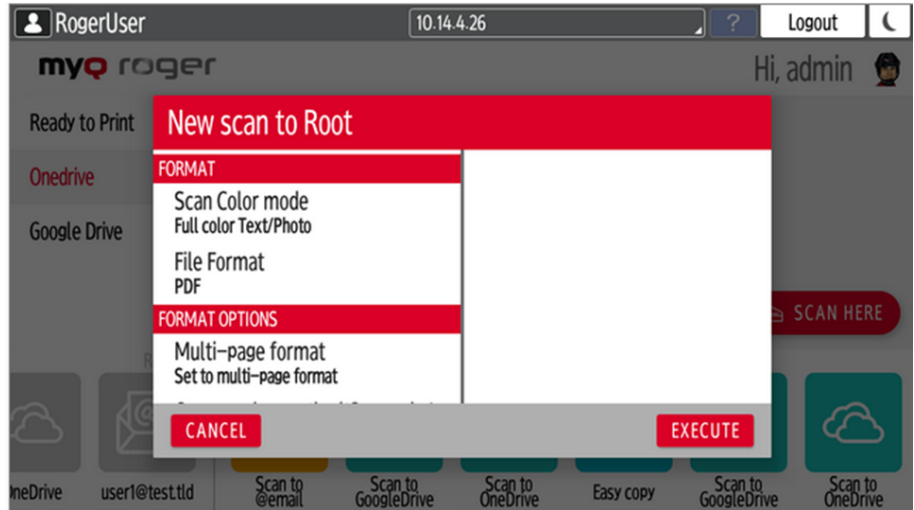 RogerUser
10.14.4.26
?
Logout
myQ roger
Hi, admin
Ready to Print
Onedrive
Google Drive
New scan to Root
FORMAT
Scan Color mode
Full color Text/Photo
File Format
PDF
FORMAT OPTIONS
Multi-page format
Set to multi-page format
CANCEL
EXECUTE
SCAN HERE
R
neDrive
user1@test.tld
Scan to
@email
Scan to
GoogleDrive
Scan to
OneDrive
Easy copy
Scan to
GoogleDrive
Scan to
OneDrive